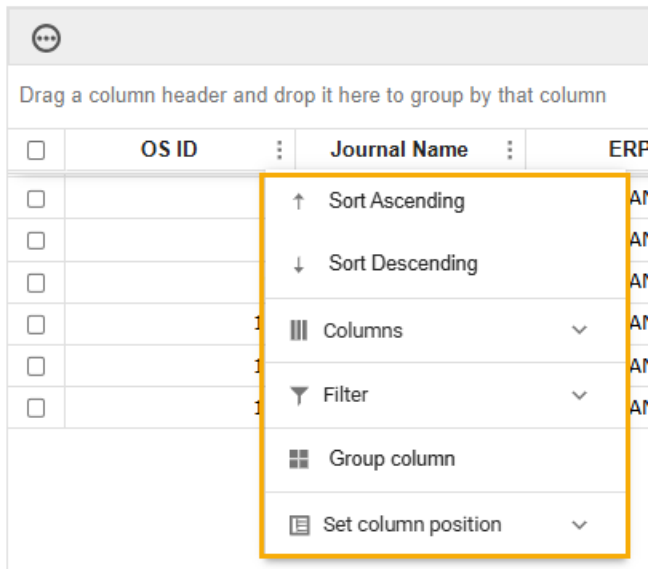 Drag a column header and drop it here to group by that column
OS ID Journal Name ERP
Sort Ascending
Sort Descending
Columns
Filter
Group column
Set column position